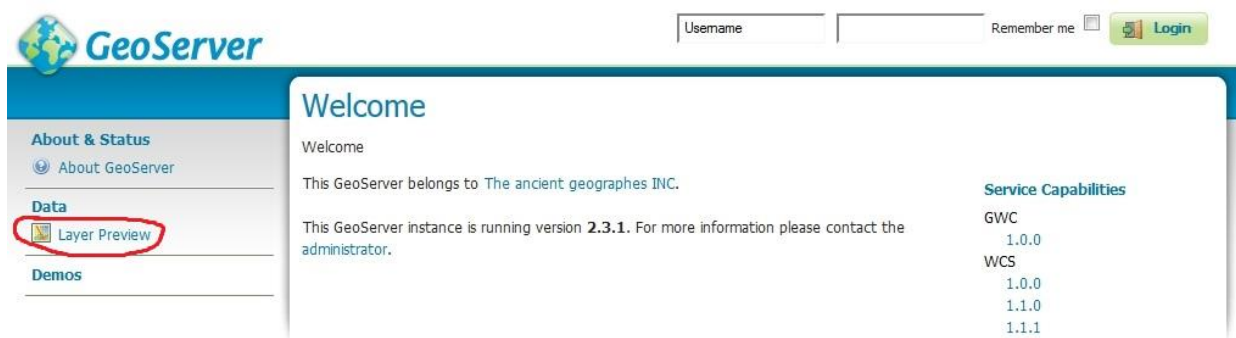 GeoServer
Username
Remember me
Login
Welcome
About & Status
About GeoServer
Data
Layer Preview
Demos
Welcome
This GeoServer belongs to The ancient geographes INC.
This GeoServer instance is running version 2.3.1. For more information please contact the
administrator.
Service Capabilities
GWC
1.0.0
WCS
1.0.0
1.1.0
1.1.1